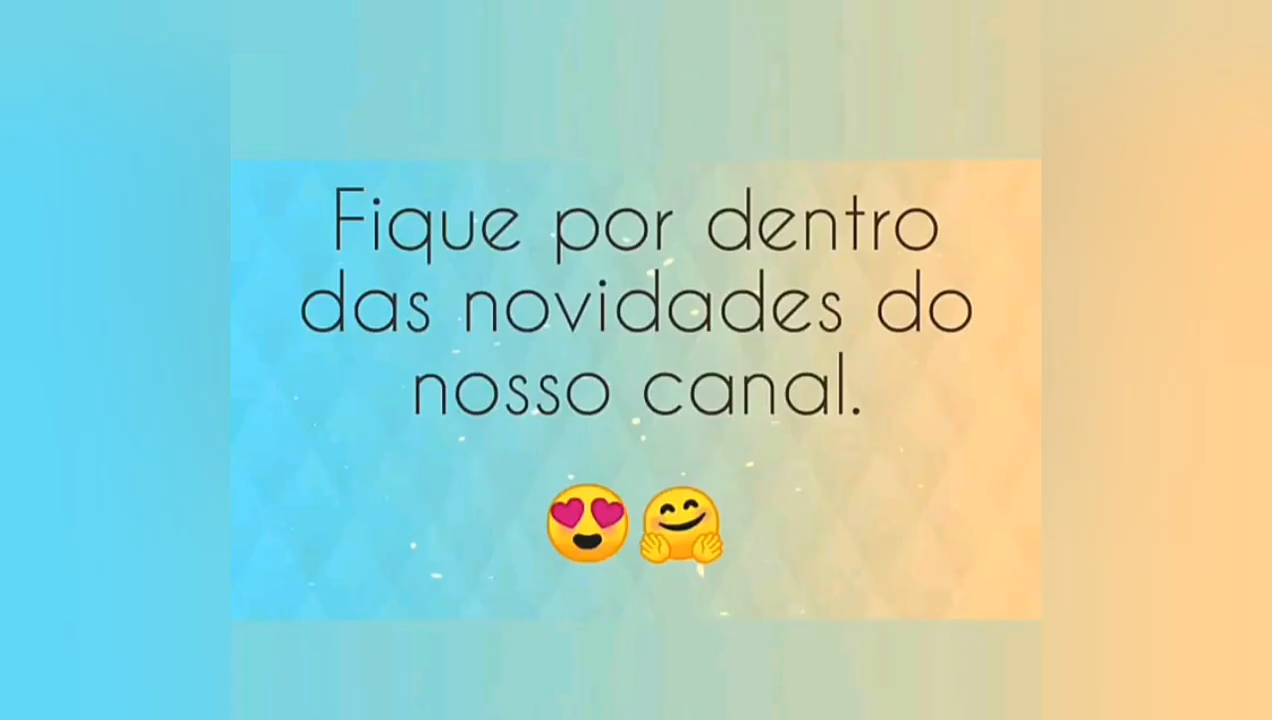 Fique por dentro
das novidades do
nosso canal.
😍🤗